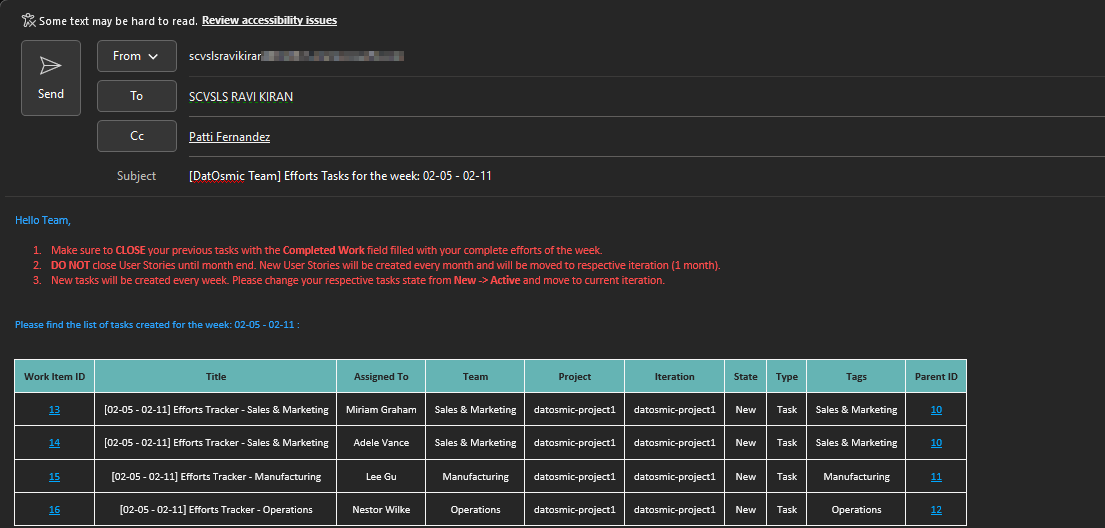 Some text may be hard to read. Review accessibility issues
From
scvslsravikiran
Send
To
SCVSLS RAVI KIRAN
Cc
Patti Fernandez
Subject
[DatOsmic Team] Efforts Tasks for the week: 02-05 - 02-11
Hello Team,
1. Make sure to CLOSE your previous tasks with the Completed Work field filled with your complete efforts of the week.
2. DO NOT close User Stories until month end. New User Stories will be created every month and will be moved to respective iteration (1 month).
3. New tasks will be created every week. Please change your respective tasks state from New -> Active and move to current iteration.
Please find the list of tasks created for the week: 02-05 - 02-11 :
Work Item ID Title Assigned To Team Project Iteration State Type Tags Parent ID
13 [02-05 - 02-11] Efforts Tracker - Sales & Marketing Miriam Graham Sales & Marketing datosmic-project1 datosmic-project1 New Task Sales & Marketing 10
14 [02-05 - 02-11] Efforts Tracker - Sales & Marketing Adele Vance Sales & Marketing datosmic-project1 datosmic-project1 New Task Sales & Marketing 10
15 [02-05 - 02-11] Efforts Tracker - Manufacturing Lee Gu Manufacturing datosmic-project1 datosmic-project1 New Task Manufacturing 11
16 [02-05 - 02-11] Efforts Tracker - Operations Nestor Wilke Operations datosmic-project1 datosmic-project1 New Task Operations 12